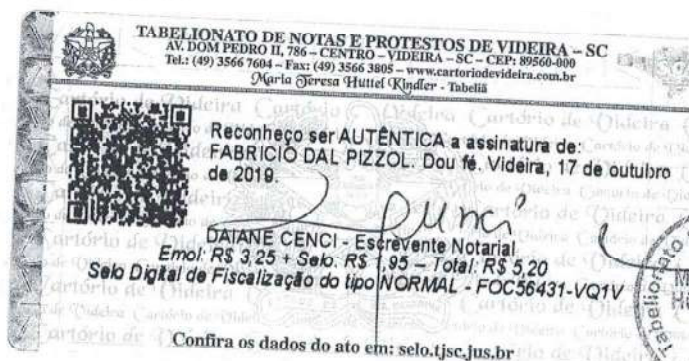 TABELIONATO DE NOTAS E PROTESTOS DE VIDEIRA – SC
AV. DOM PEDRO II, 786 – CENTRO – VIDEIRA – SC – CEP: 89560-000
Tel.: (49) 3566 7604 – Fax: (49) 3566 3805 – www.cartoriodevideira.com.br
Maria Teresa Hüttel Kindler - Tabeliã
Reconheço ser AUTÊNTICA a assinatura de:
FABRICIO DAL PIZZOL. Dou fé. Videira, 17 de outubro
de 2019.
DAIANE CENCI - Escrevente Notarial
Emol: R$ 3,25 + Selo: R$ 1,95 – Total: R$ 5,20
Selo Digital de Fiscalização do tipo NORMAL - FOC56431-VQ1V
Confira os dados do ato em: selo.tjsc.jus.br